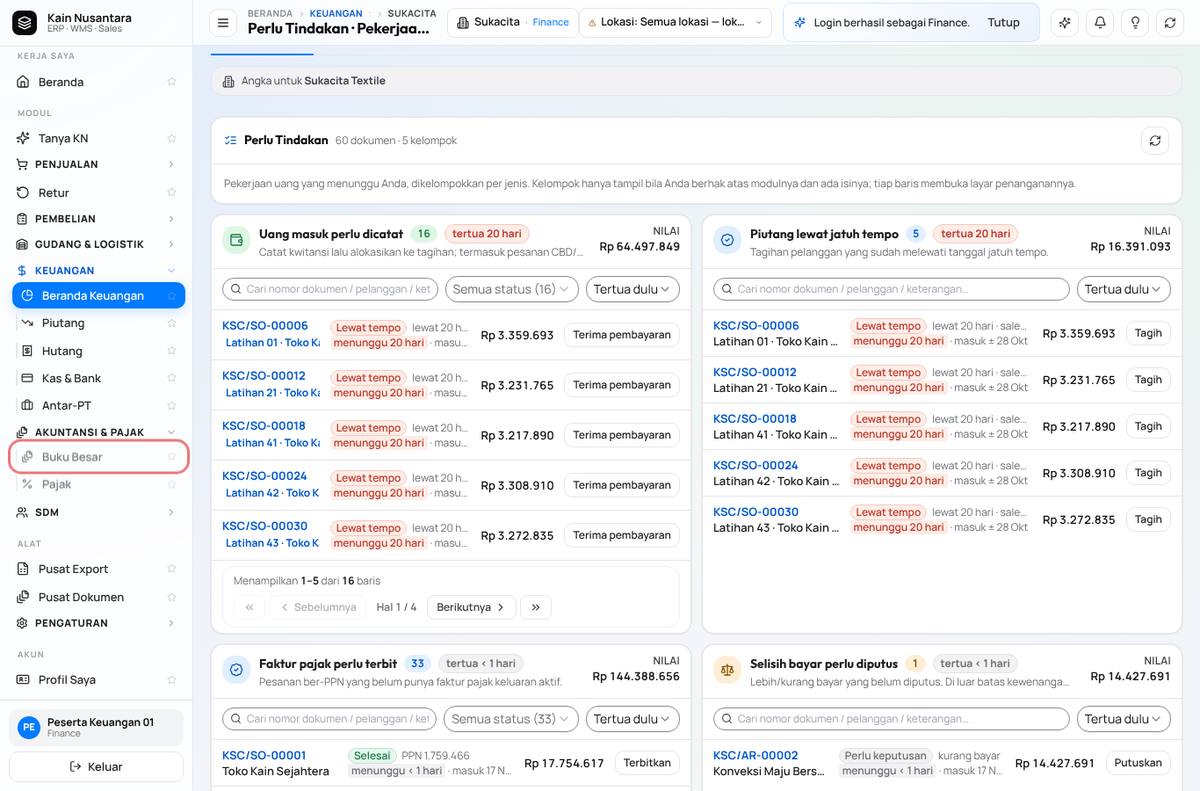 Kain Nusantara
ERP · WMS · Sales
KERJA SAYA
Beranda
MODUL
Tanya KN
PENJUALAN
Retur
PEMBELIAN
GUDANG & LOGISTIK
KEUANGAN
Beranda Keuangan
Piutang
Hutang
Kas & Bank
Antar-PT
AKUNTANSI & PAJAK
Buku Besar
Pajak
SDM
ALAT
Pusat Export
Pusat Dokumen
PENGATURAN
AKUN
Profil Saya
PE
Peserta Keuangan 01
Finance
Keluar
BERANDA › KEUANGAN › SUKACITA
Perlu Tindakan · Pekerjaa...
Sukacita · Finance
Lokasi: Semua lokasi — lok...
Login berhasil sebagai Finance.
Tutup
Angka untuk Sukacita Textile
Perlu Tindakan 60 dokumen · 5 kelompok
Pekerjaan uang yang menunggu Anda, dikelompokkan per jenis. Kelompok hanya tampil bila Anda berhak atas modulnya dan ada isinya; tiap baris membuka layar penanganannya.
Uang masuk perlu dicatat 16 tertua 20 hari
Catat kwitansi lalu alokasikan ke tagihan; termasuk pesanan CBD/...
NILAI
Rp 64.497.849
Cari nomor dokumen / pelanggan / ket
Semua status (16)
Tertua dulu
KSC/SO-00006 Lewat tempo lewat 20 h... Rp 3.359.693 Terima pembayaran
Latihan 01 · Toko Ka menunggu 20 hari · masu...
KSC/SO-00012 Lewat tempo lewat 20 h... Rp 3.231.765 Terima pembayaran
Latihan 21 · Toko Ka menunggu 20 hari · masu...
KSC/SO-00018 Lewat tempo lewat 20 h... Rp 3.217.890 Terima pembayaran
Latihan 41 · Toko Ka menunggu 20 hari · masu...
KSC/SO-00024 Lewat tempo lewat 20 h... Rp 3.308.910 Terima pembayaran
Latihan 42 · Toko K menunggu 20 hari · masu...
KSC/SO-00030 Lewat tempo lewat 20 h... Rp 3.272.835 Terima pembayaran
Latihan 43 · Toko K menunggu 20 hari · masu...
Menampilkan 1–5 dari 16 baris
« ‹ Sebelumnya Hal 1 / 4 Berikutnya › »
Piutang lewat jatuh tempo 5 tertua 20 hari
Tagihan pelanggan yang sudah melewati tanggal jatuh tempo.
NILAI
Rp 16.391.093
Cari nomor dokumen / pelanggan / keterangan...
Tertua dulu
KSC/SO-00006 Lewat tempo lewat 20 hari · sale... Rp 3.359.693 Tagih
Latihan 01 · Toko Kain ... menunggu 20 hari · masuk ± 28 Okt
KSC/SO-00012 Lewat tempo lewat 20 hari · sale... Rp 3.231.765 Tagih
Latihan 21 · Toko Kain ... menunggu 20 hari · masuk ± 28 Okt
KSC/SO-00018 Lewat tempo lewat 20 hari · sale... Rp 3.217.890 Tagih
Latihan 41 · Toko Kain ... menunggu 20 hari · masuk ± 28 Okt
KSC/SO-00024 Lewat tempo lewat 20 hari · sale... Rp 3.308.910 Tagih
Latihan 42 · Toko Kain ... menunggu 20 hari · masuk ± 28 Okt
KSC/SO-00030 Lewat tempo lewat 20 hari · sale... Rp 3.272.835 Tagih
Latihan 43 · Toko Kain ... menunggu 20 hari · masuk ± 28 Okt
Faktur pajak perlu terbit 33 tertua < 1 hari
Pesanan ber-PPN yang belum punya faktur pajak keluaran aktif.
NILAI
Rp 144.388.656
Cari nomor dokumen / pelanggan / ket
Semua status (33)
Tertua dulu
KSC/SO-00001 Selesai PPN 1.759.466 Rp 17.754.617 Terbitkan
Toko Kain Sejahtera menunggu < 1 hari · masuk 17 N...
Selisih bayar perlu diputus 1 tertua < 1 hari
Lebih/kurang bayar yang belum diputus. Di luar batas kewenanga...
NILAI
Rp 14.427.691
Cari nomor dokumen / pelanggan / keterangan...
Tertua dulu
KSC/AR-00002 Perlu keputusan kurang bayar Rp 14.427.691 Putuskan
Konveksi Maju Bers... menunggu < 1 hari · masuk 17 N...